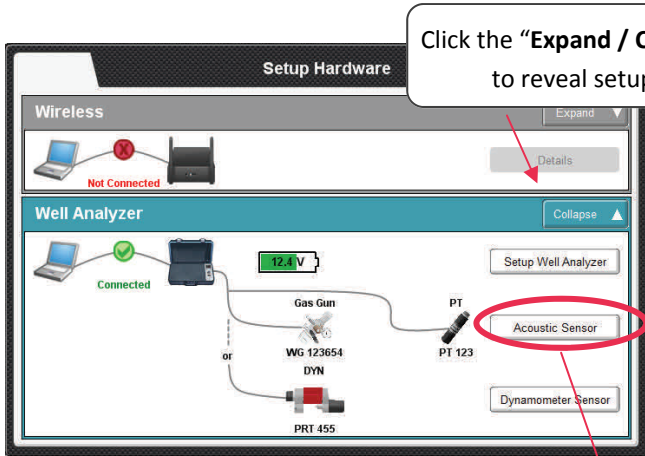 Click the “Expand / C
to reveal setup
Setup Hardware
Wireless
Expand
Details
Not Connected
Well Analyzer
Collapse
12.4 V
Setup Well Analyzer
Connected
Gas Gun
PT
Acoustic Sensor
or
WG 123654
PT 123
DYN
Dynamometer Sensor
PRT 455